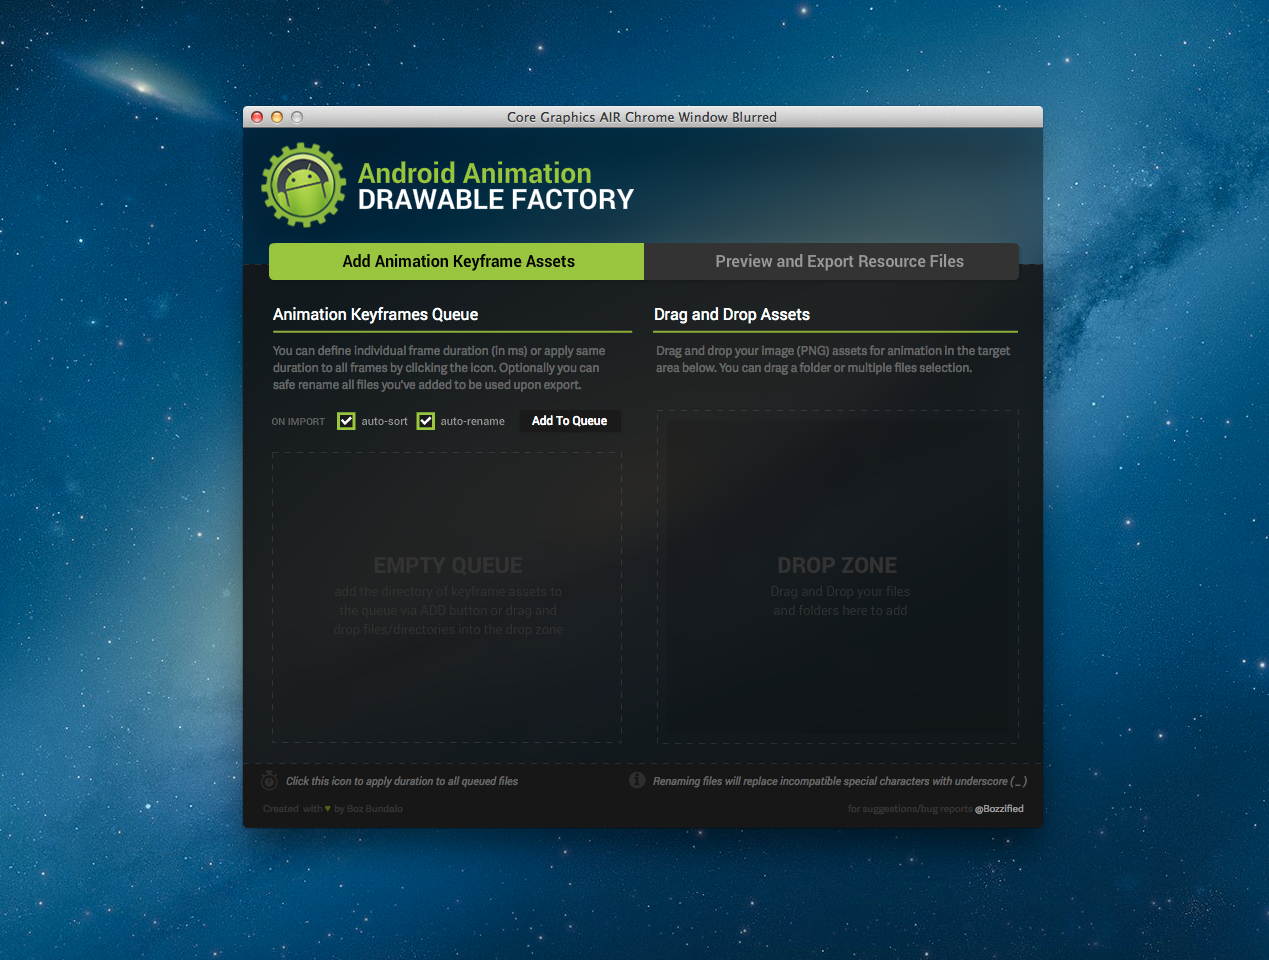 Core Graphics AIR Chrome Window Blurred
Android Animation
DRAWABLE FACTORY
Add Animation Keyframe Assets
Preview and Export Resource Files
Animation Keyframes Queue
You can define individual frame duration (in ms) or apply same
duration to all frames by clicking the icon. Optionally you can
safe rename all files you've added to be used upon export.
ON IMPORT auto-sort auto-rename Add To Queue
EMPTY QUEUE
add the directory of keyframe assets to
the queue via ADD button or drag and
drop files/directories into the drop zone
Drag and Drop Assets
Drag and drop your image (PNG) assets for animation in the target
area below. You can drag a folder or multiple files selection.
DROP ZONE
Drag and Drop your files
and folders here to add
Click this icon to apply duration to all queued files
Renaming files will replace incompatible special characters with underscore ( _ )
Created with ♥ by Boz Bundalo
for suggestions/bug reports @Bozzified